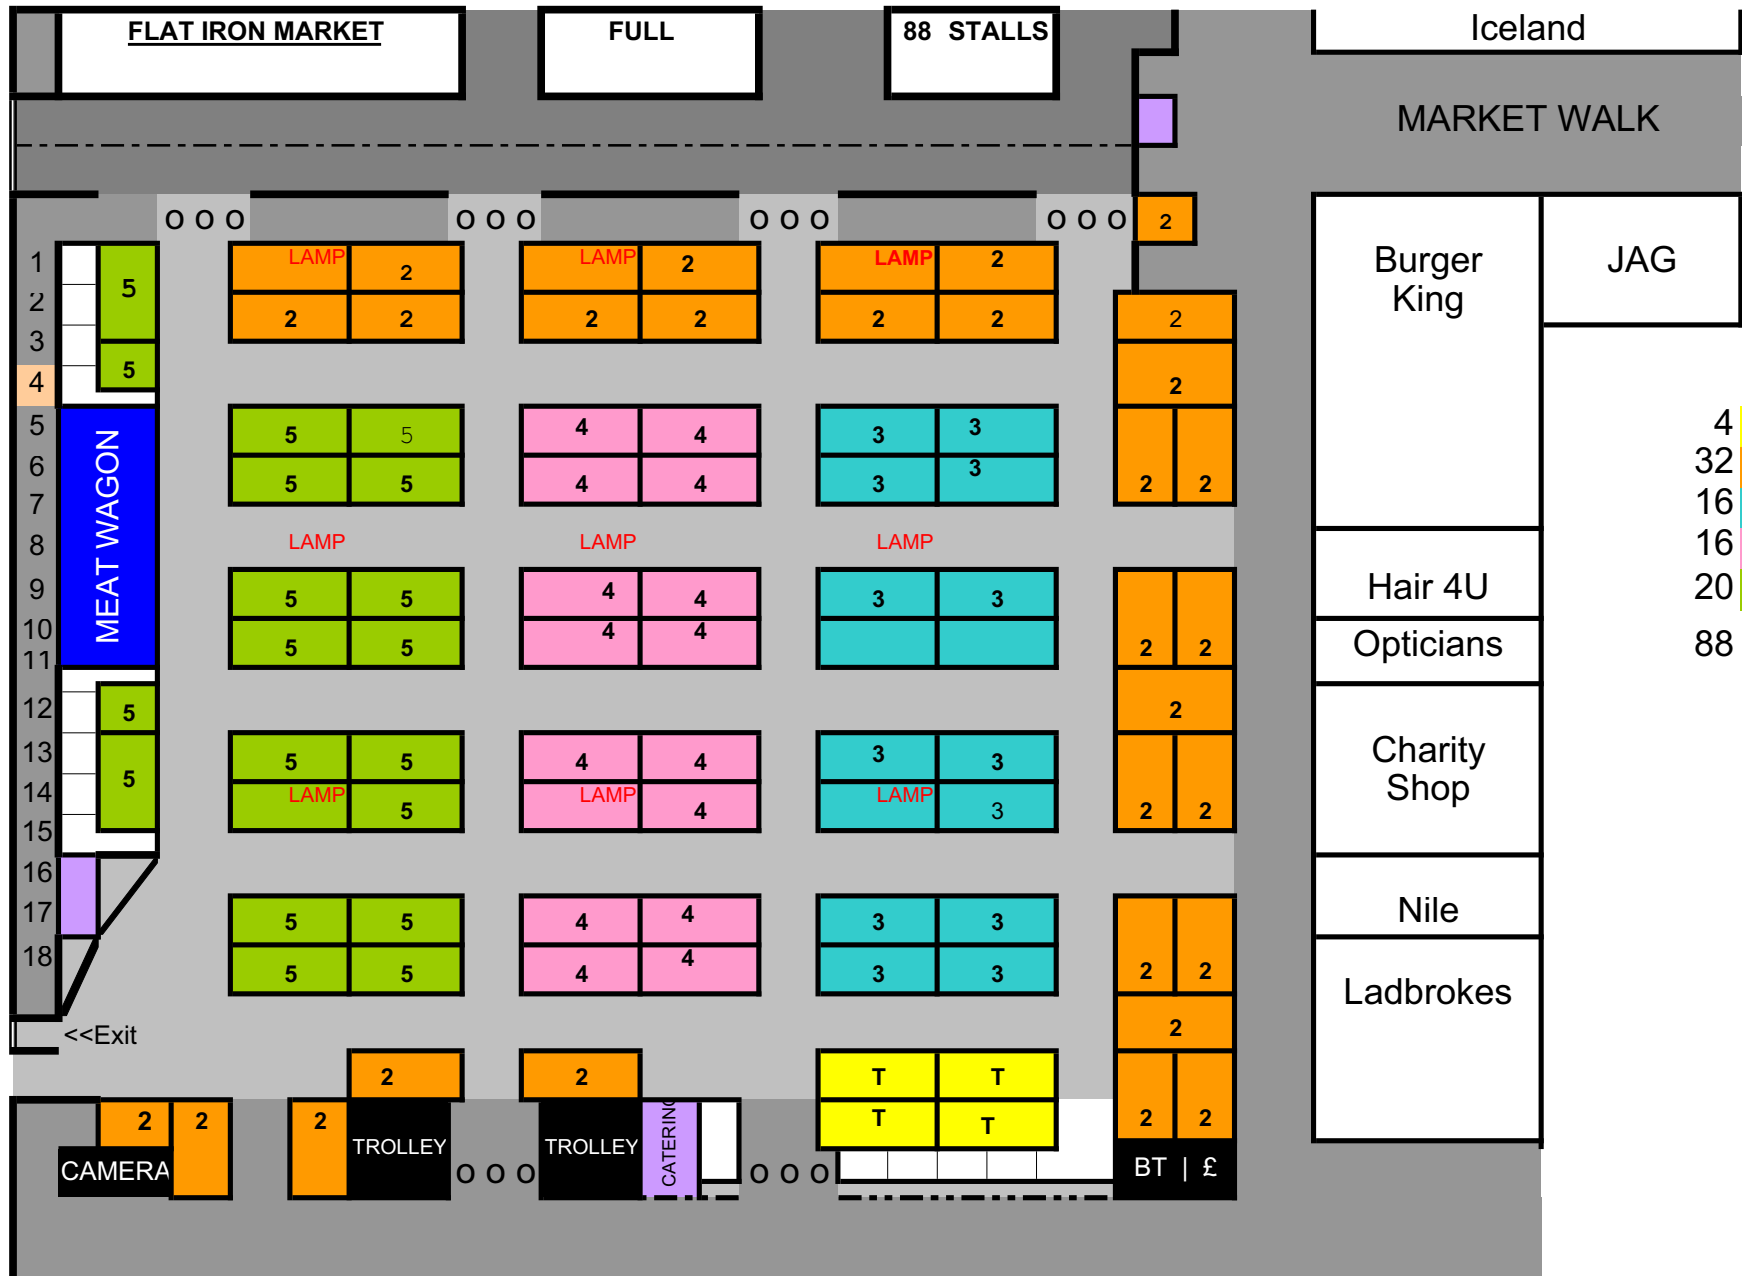 FLAT IRON MARKET FULL 88 STALLS Iceland
MARKET WALK
o o o o o o o o o o o o 2
1 5 LAMP 2 LAMP 2 LAMP 2 Burger King JAG
2 2 2 2 2 2 2 2
3
4 5 2
5 5 5 4 4 3 3 4
6 5 5 4 4 3 3 2 2 32
7 16
8 LAMP LAMP LAMP 16
MEAT WAGON
9 5 5 4 4 3 3 Hair 4U 20
10 5 5 4 4 2 2 Opticians 88
11
12 5 2
13 5 5 5 4 4 3 3 Charity Shop
14 LAMP 5 LAMP 4 LAMP 3 2 2
15
16
17 5 5 4 4 3 3 Nile
18 5 5 4 4 3 3 2 2 Ladbrokes
<<Exit 2
2 2 T T
2 2 2 T T 2 2
CAMERA TROLLEY o o o TROLLEY CATERING o o o BT | £